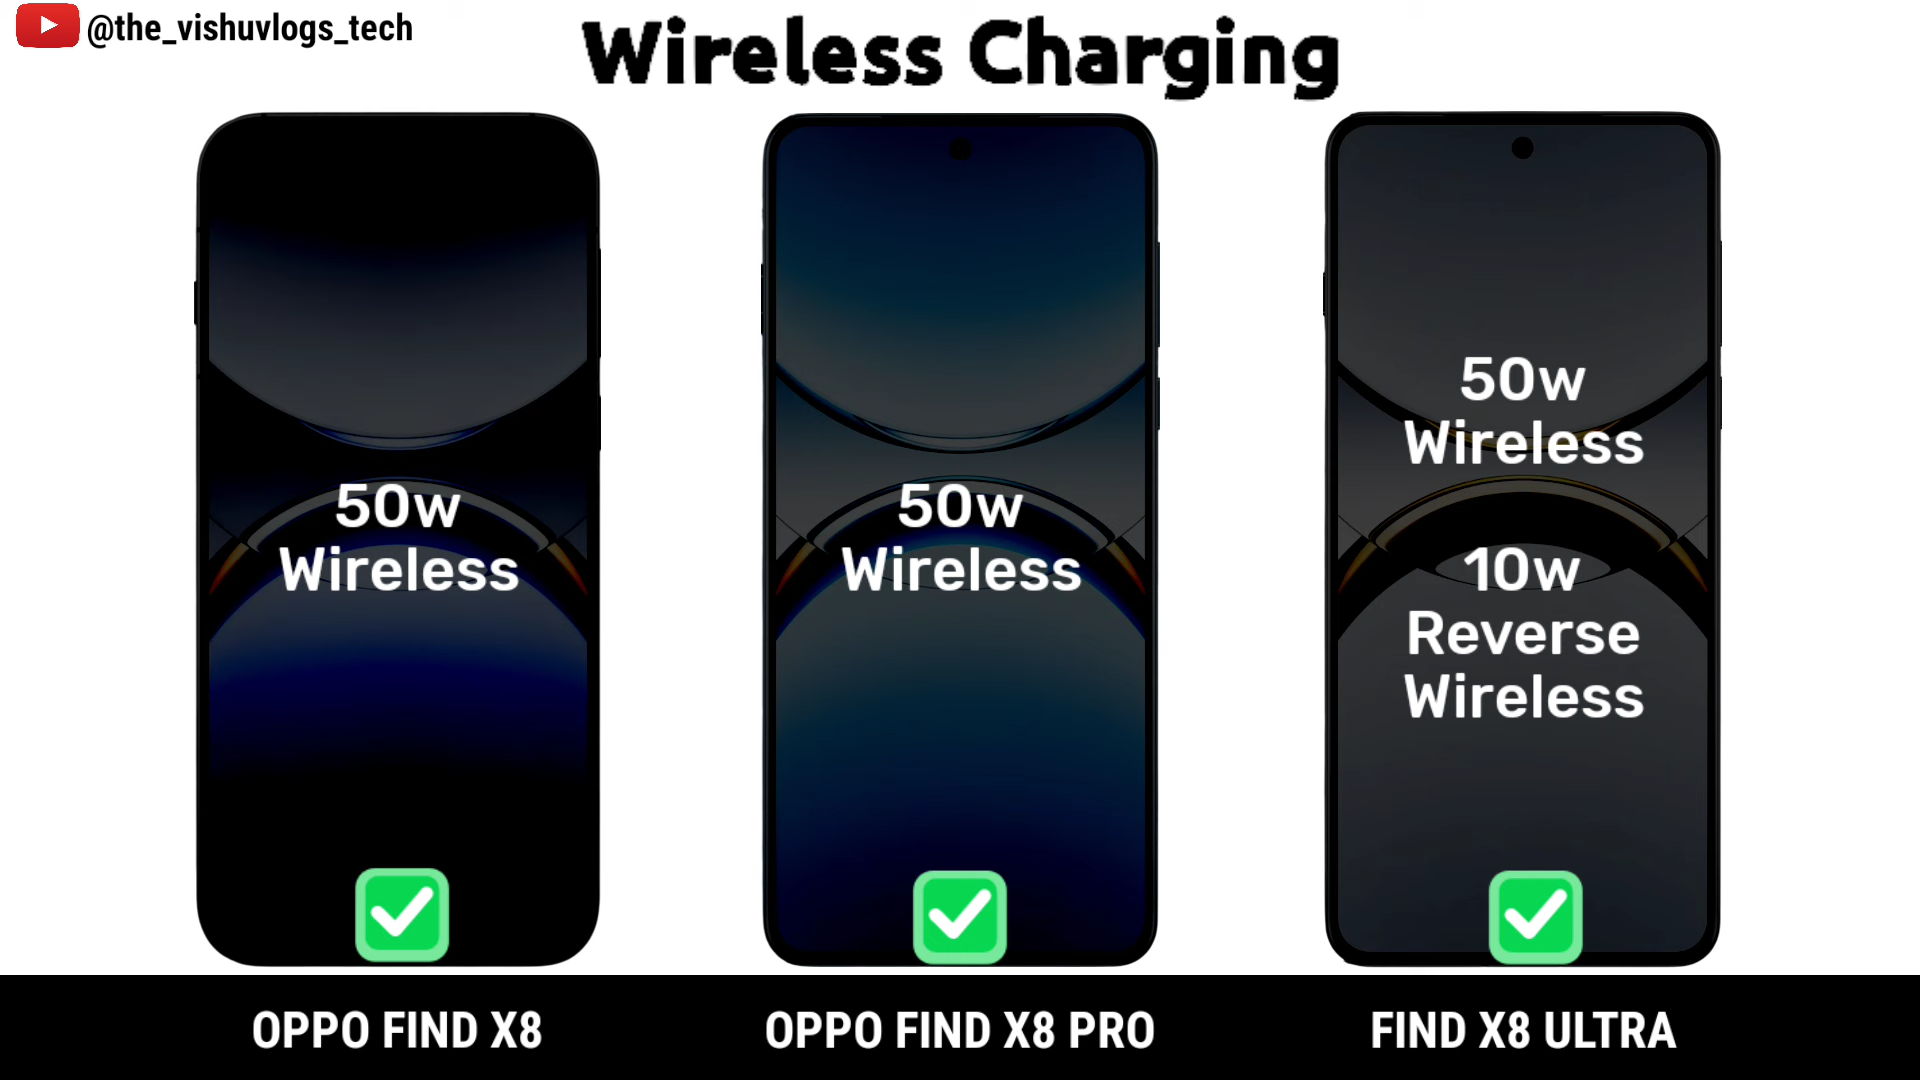 @the_vishuvlogs_tech
Wireless Charging
50w
Wireless
50w
Wireless
50w
Wireless
10w
Reverse
Wireless
OPPO FIND X8
OPPO FIND X8 PRO
FIND X8 ULTRA